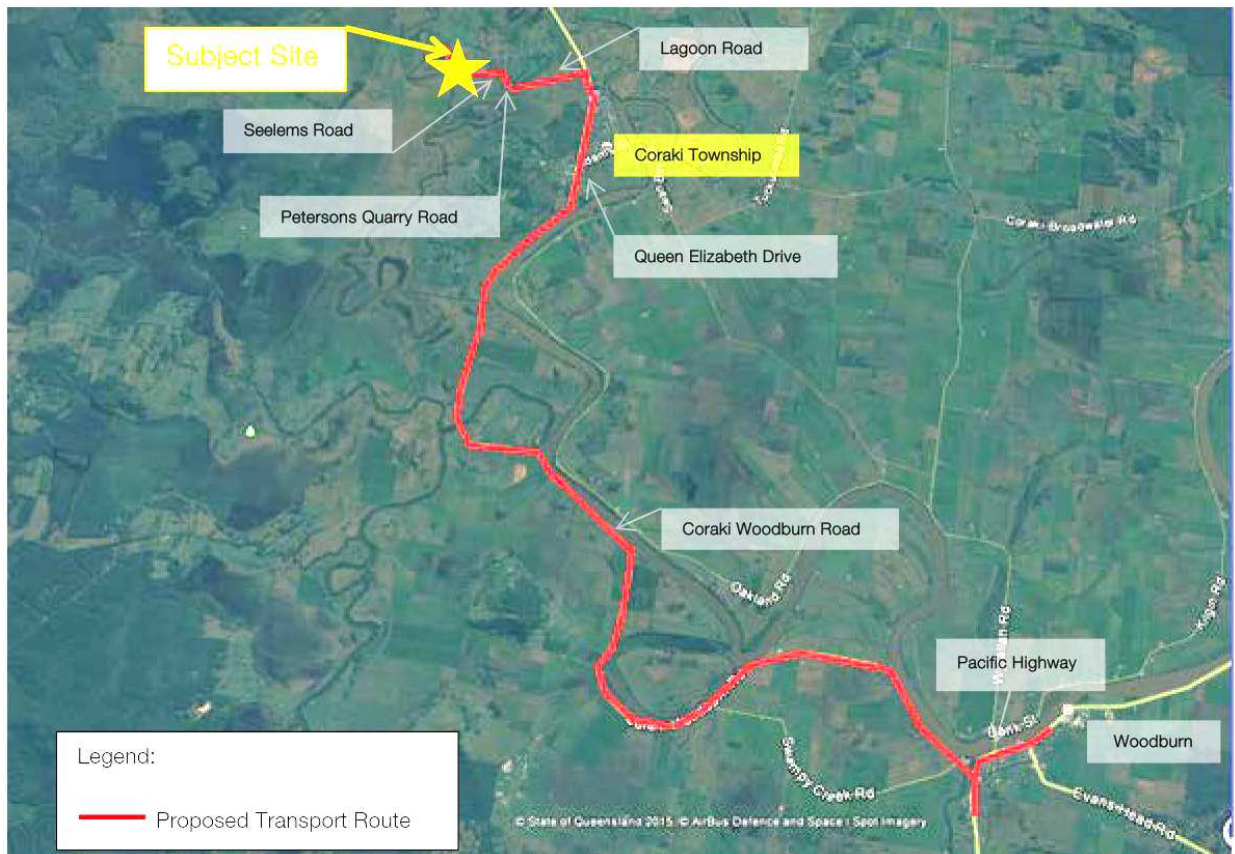 Subject Site
Lagoon Road
Seelems Road
Coraki Township
Petersons Quarry Road
Coraki Broadwater Rd
Queen Elizabeth Drive
Coraki Woodburn Road
Oakland Rd
Pacific Highway
Bank St
Woodburn
Legend:
Swampy Creek Rd
Evans Head Rd
Proposed Transport Route
© State of Queensland 2015, © Airbus Defence and Space / Spot Imagery